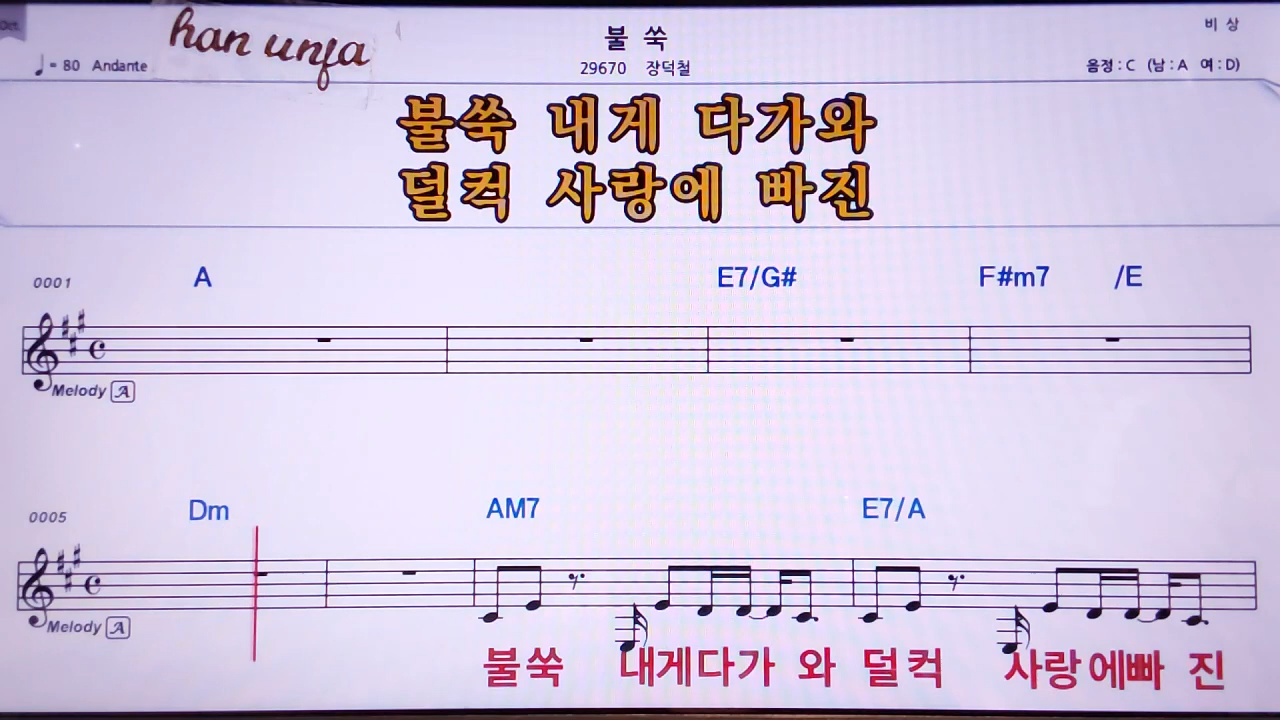 han unfa
불 쑥
비 상
♩= 80 Andante
29670 장덕철
음정 : C (남 : A 여 : D)
불쑥 내게 다가와
덜컥 사랑에 빠진
0001 A E7/G# F#m7 /E
Melody A
0005 Dm AM7 E7/A
Melody A
불쑥 내게다가 와 덜컥 사랑에빠 진